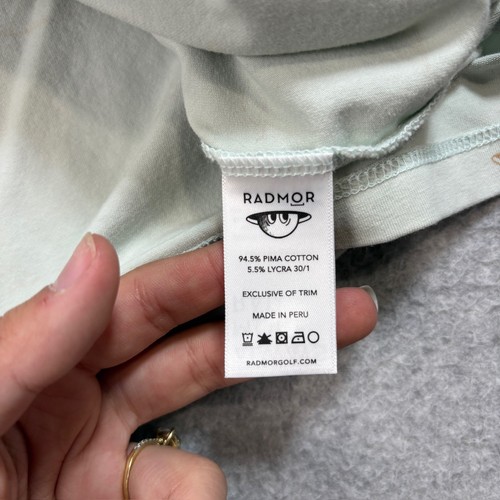 RADMOR
94.5% PIMA COTTON
5.5% LYCRA 30/1
EXCLUSIVE OF TRIM
MADE IN PERU
RADMORGOLF.COM